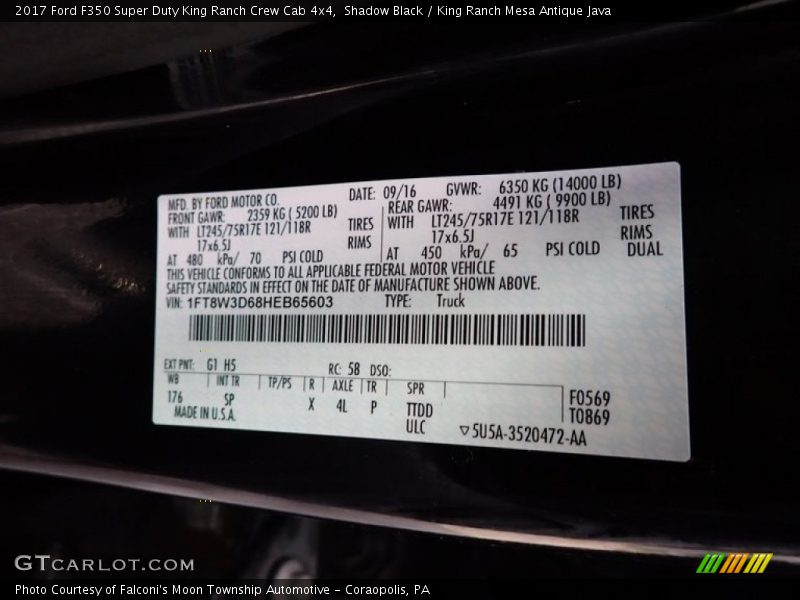 2017 Ford F350 Super Duty King Ranch Crew Cab 4x4,  Shadow Black / King Ranch Mesa Antique Java
MFD. BY FORD MOTOR CO. DATE: 09/16 GVWR: 6350 KG (14000 LB)
FRONT GAWR: 2359 KG ( 5200 LB) REAR GAWR: 4491 KG ( 9900 LB)
WITH LT245/75R17E 121/118R TIRES WITH LT245/75R17E 121/118R TIRES
17x6.5J RIMS 17x6.5J RIMS
AT 480 kPa/ 70 PSI COLD AT 450 kPa/ 65 PSI COLD DUAL
THIS VEHICLE CONFORMS TO ALL APPLICABLE FEDERAL MOTOR VEHICLE
SAFETY STANDARDS IN EFFECT ON THE DATE OF MANUFACTURE SHOWN ABOVE.
VIN: 1FT8W3D68HEB65603 TYPE: Truck
EXT PNT: G1 H5 RC: 58 DSO:
WB INT TR TP/PS R AXLE TR SPR
176 SP X 4L P TTDD F0569
MADE IN U.S.A. ULC T0869
5U5A-3520472-AA
GTCARLOT.COM
Photo Courtesy of Falconi's Moon Township Automotive – Coraopolis, PA